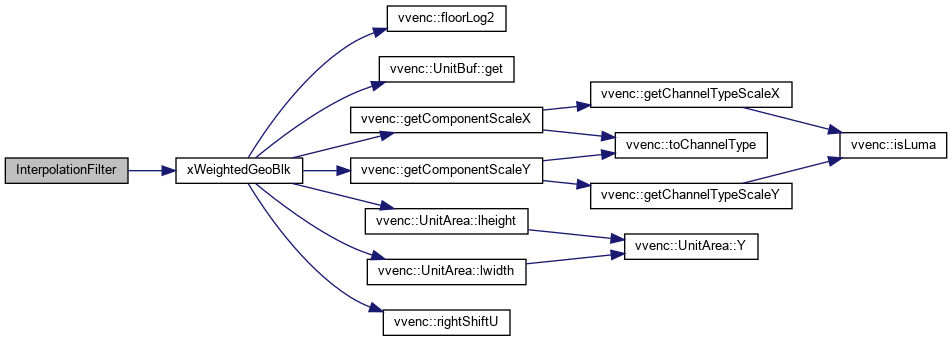 InterpolationFilter
xWeightedGeoBlk
vvenc::floorLog2
vvenc::UnitBuf::get
vvenc::getComponentScaleX
vvenc::getComponentScaleY
vvenc::UnitArea::lheight
vvenc::UnitArea::lwidth
vvenc::rightShiftU
vvenc::getChannelTypeScaleX
vvenc::toChannelType
vvenc::getChannelTypeScaleY
vvenc::UnitArea::Y
vvenc::isLuma